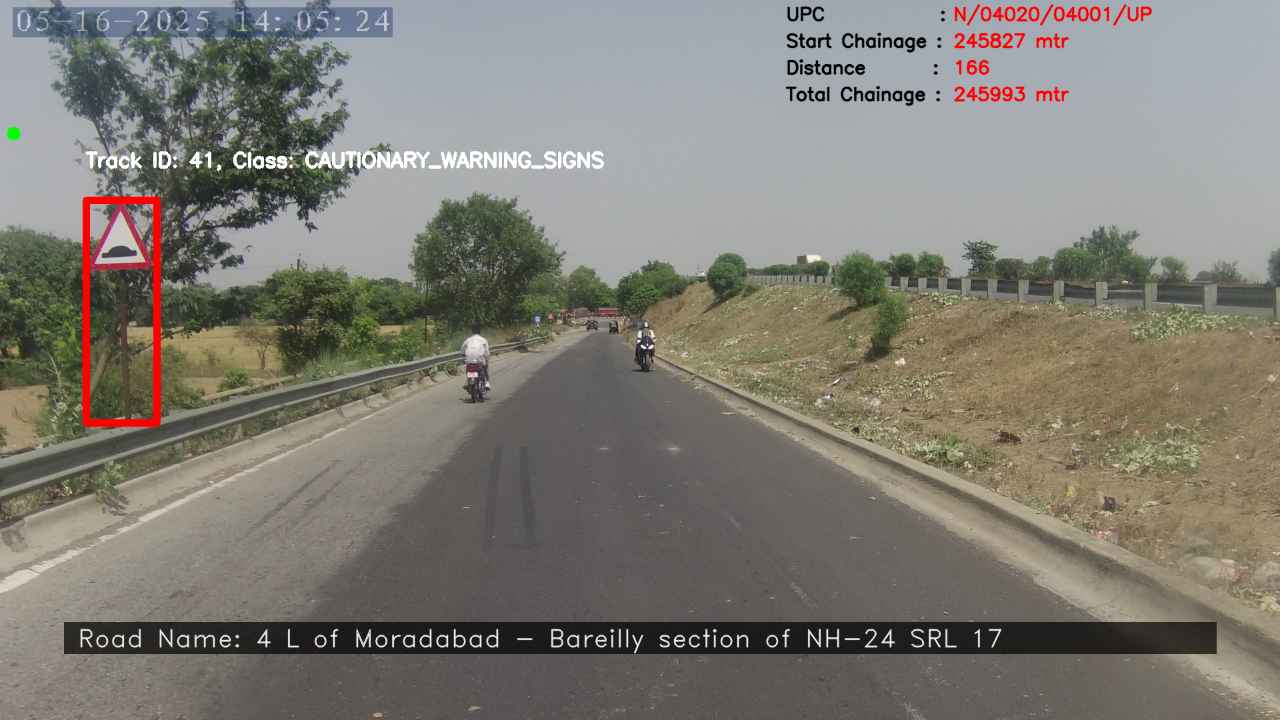 05-16-2025 14:05:24
UPC : N/04020/04001/UP
Start Chainage : 245827 mtr
Distance : 166
Total Chainage : 245993 mtr
Track ID: 41, Class: CAUTIONARY_WARNING_SIGNS
Road Name: 4 L of Moradabad - Bareilly section of NH-24 SRL 17